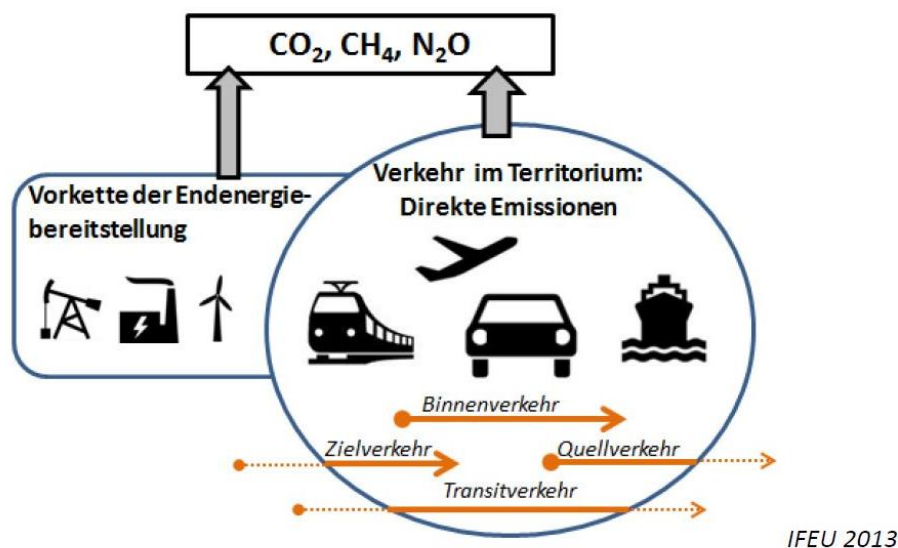 CO₂, CH₄, N₂O
Vorkette der Endenergie-
bereitstellung
Verkehr im Territorium:
Direkte Emissionen
Binnenverkehr
Zielverkehr
Quellverkehr
Transitverkehr
IFEU 2013